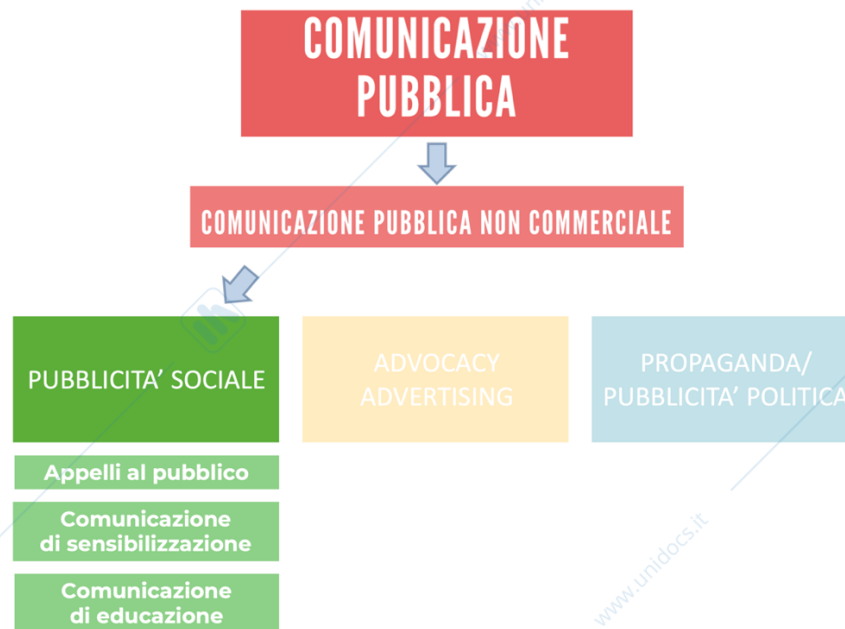 COMUNICAZIONE
PUBBLICA
COMUNICAZIONE PUBBLICA NON COMMERCIALE
PUBBLICITA’ SOCIALE
ADVOCACY
ADVERTISING
PROPAGANDA/
PUBBLICITA’ POLITICA
Appelli al pubblico
Comunicazione
di sensibilizzazione
Comunicazione
di educazione
www.unidocs.it